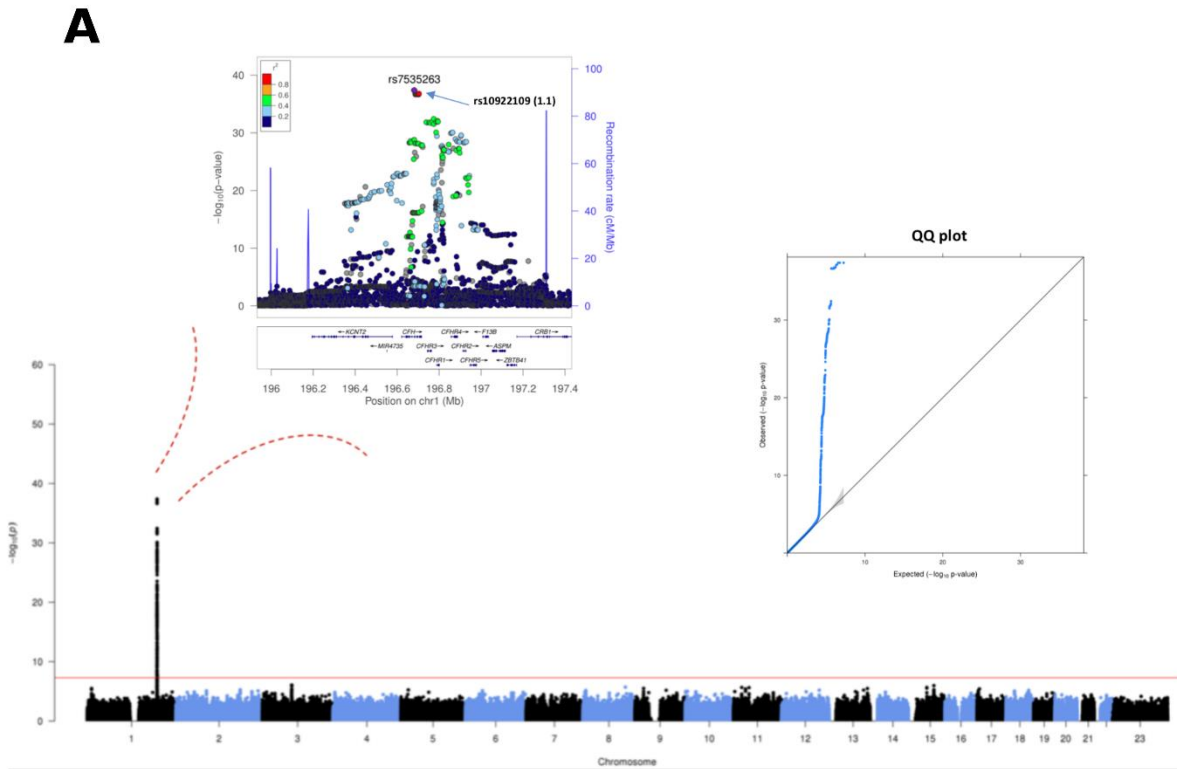 A
r²
0.8
0.6
0.4
0.2
rs7535263
rs10922109 (1.1)
40
30
20
10
0
−log₁₀(p-value)
100
80
60
40
20
0
Recombination rate (cM/Mb)
←KCNT2
CFH→
CFHR4→
←F13B
CRB1→
←MIR4735
CFHR3→
CFHR2→
←ASPM
CFHR1→
CFHR5→
←ZBTB41
196 196.2 196.4 196.6 196.8 197 197.2 197.4
Position on chr1 (Mb)
QQ plot
30
20
10
Observed (−log₁₀ p-value)
10 20 30
Expected (−log₁₀ p-value)
60
50
40
30
20
10
0
−log₁₀(p)
1 2 3 4 5 6 7 8 9 10 11 12 13 14 15 16 17 18 19 20 21 23
Chromosome